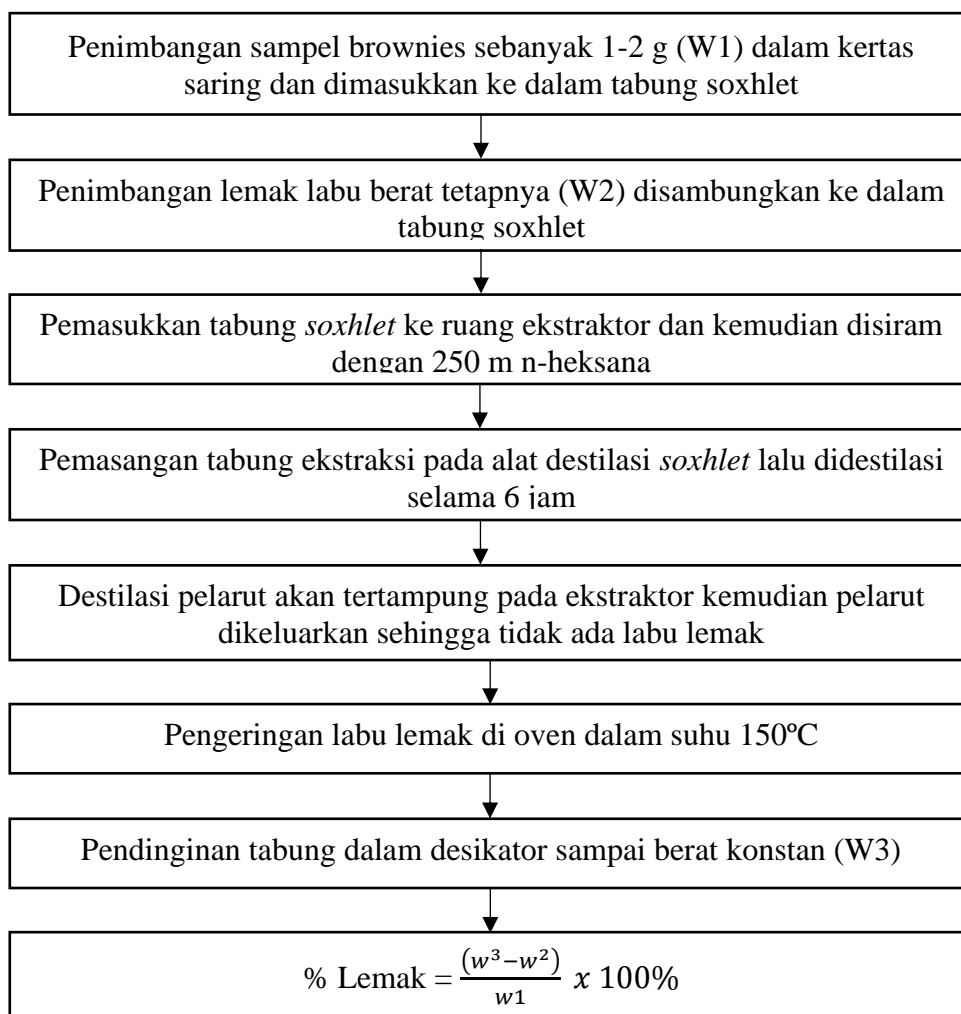 Penimbangan sampel brownies sebanyak 1-2 g (W1) dalam kertas
saring dan dimasukkan ke dalam tabung soxhlet
Penimbangan lemak labu berat tetapnya (W2) disambungkan ke dalam
tabung soxhlet
Pemasukkan tabung soxhlet ke ruang ekstraktor dan kemudian disiram
dengan 250 m n-heksana
Pemasangan tabung ekstraksi pada alat destilasi soxhlet lalu didestilasi
selama 6 jam
Destilasi pelarut akan tertampung pada ekstraktor kemudian pelarut
dikeluarkan sehingga tidak ada labu lemak
Pengeringan labu lemak di oven dalam suhu 150ºC
Pendinginan tabung dalam desikator sampai berat konstan (W3)
% Lemak = (w³−w²)/w1 x 100%